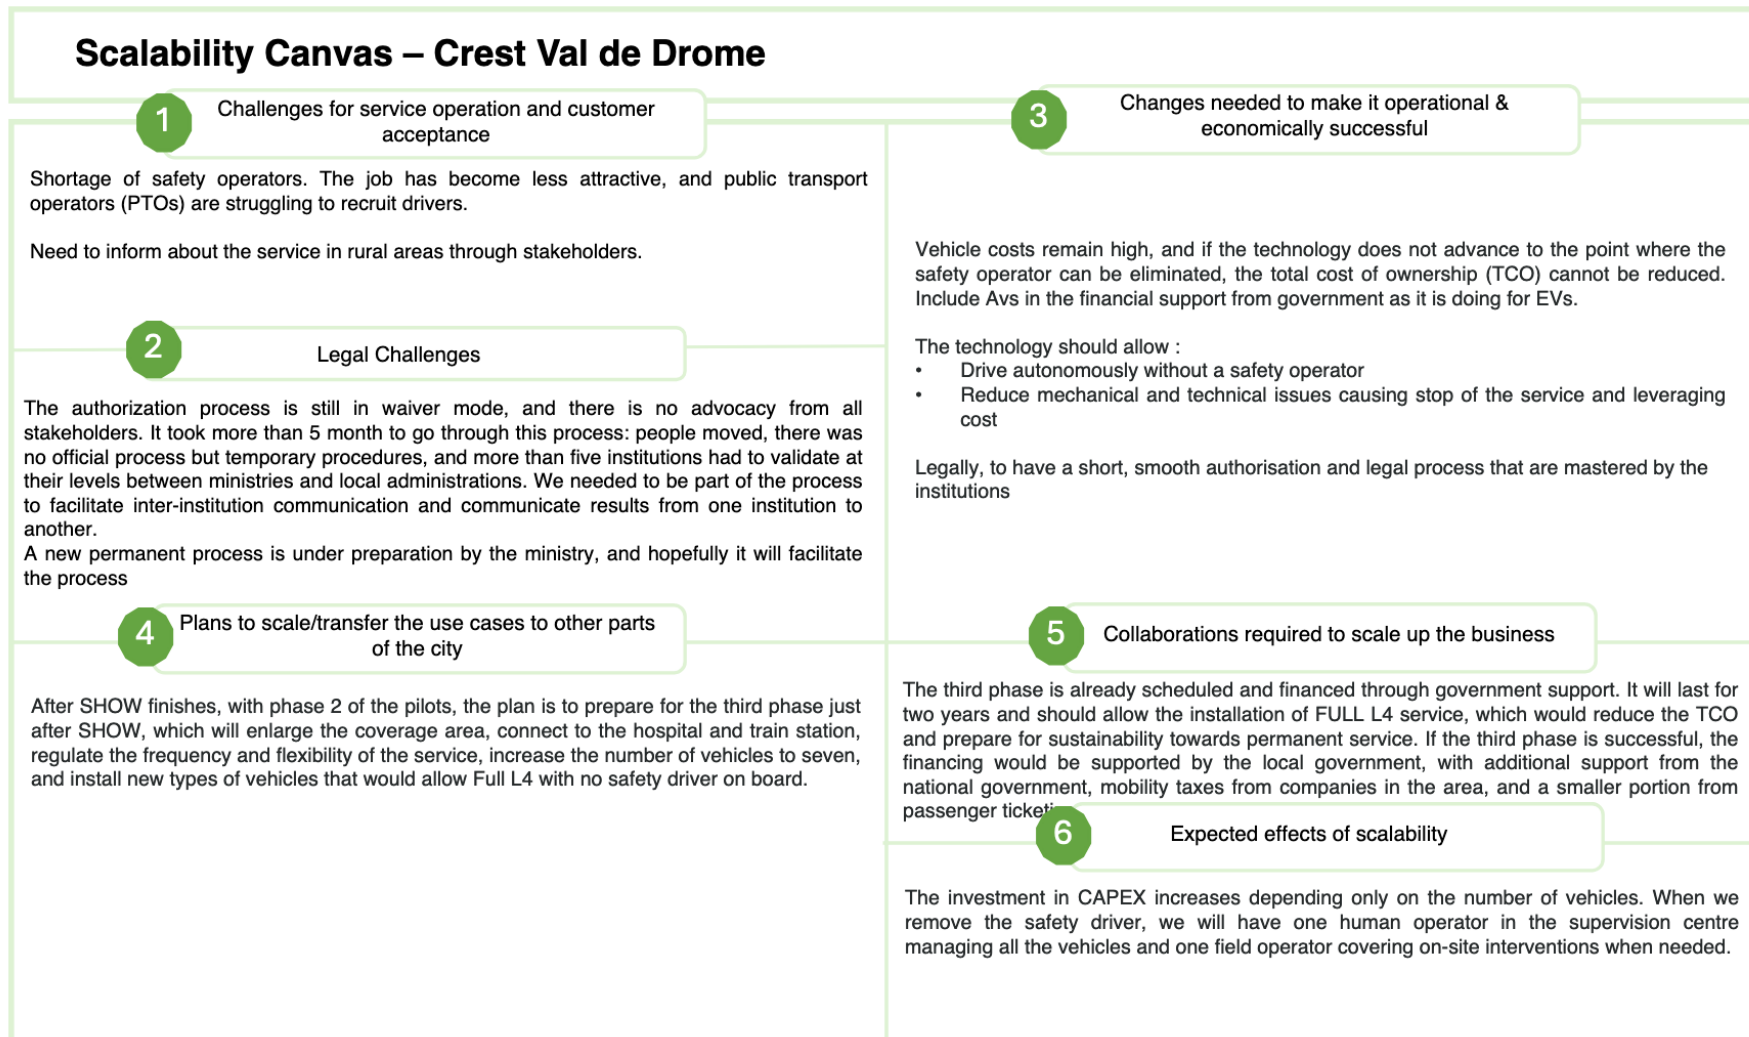 Scalability Canvas – Crest Val de Drome
1
Challenges for service operation and customer
acceptance
Shortage of safety operators. The job has become less attractive, and public transport
operators (PTOs) are struggling to recruit drivers.
Need to inform about the service in rural areas through stakeholders.
2
Legal Challenges
The authorization process is still in waiver mode, and there is no advocacy from all
stakeholders. It took more than 5 month to go through this process: people moved, there was
no official process but temporary procedures, and more than five institutions had to validate at
their levels between ministries and local administrations. We needed to be part of the process
to facilitate inter-institution communication and communicate results from one institution to
another.
A new permanent process is under preparation by the ministry, and hopefully it will facilitate
the process
3
Changes needed to make it operational &
economically successful
Vehicle costs remain high, and if the technology does not advance to the point where the
safety operator can be eliminated, the total cost of ownership (TCO) cannot be reduced.
Include Avs in the financial support from government as it is doing for EVs.
The technology should allow :
• Drive autonomously without a safety operator
• Reduce mechanical and technical issues causing stop of the service and leveraging
cost
Legally, to have a short, smooth authorisation and legal process that are mastered by the
institutions
4
Plans to scale/transfer the use cases to other parts
of the city
After SHOW finishes, with phase 2 of the pilots, the plan is to prepare for the third phase just
after SHOW, which will enlarge the coverage area, connect to the hospital and train station,
regulate the frequency and flexibility of the service, increase the number of vehicles to seven,
and install new types of vehicles that would allow Full L4 with no safety driver on board.
5
Collaborations required to scale up the business
The third phase is already scheduled and financed through government support. It will last for
two years and should allow the installation of FULL L4 service, which would reduce the TCO
and prepare for sustainability towards permanent service. If the third phase is successful, the
financing would be supported by the local government, with additional support from the
national government, mobility taxes from companies in the area, and a smaller portion from
passenger
6
Expected effects of scalability
The investment in CAPEX increases depending only on the number of vehicles. When we
remove the safety driver, we will have one human operator in the supervision centre
managing all the vehicles and one field operator covering on-site interventions when needed.